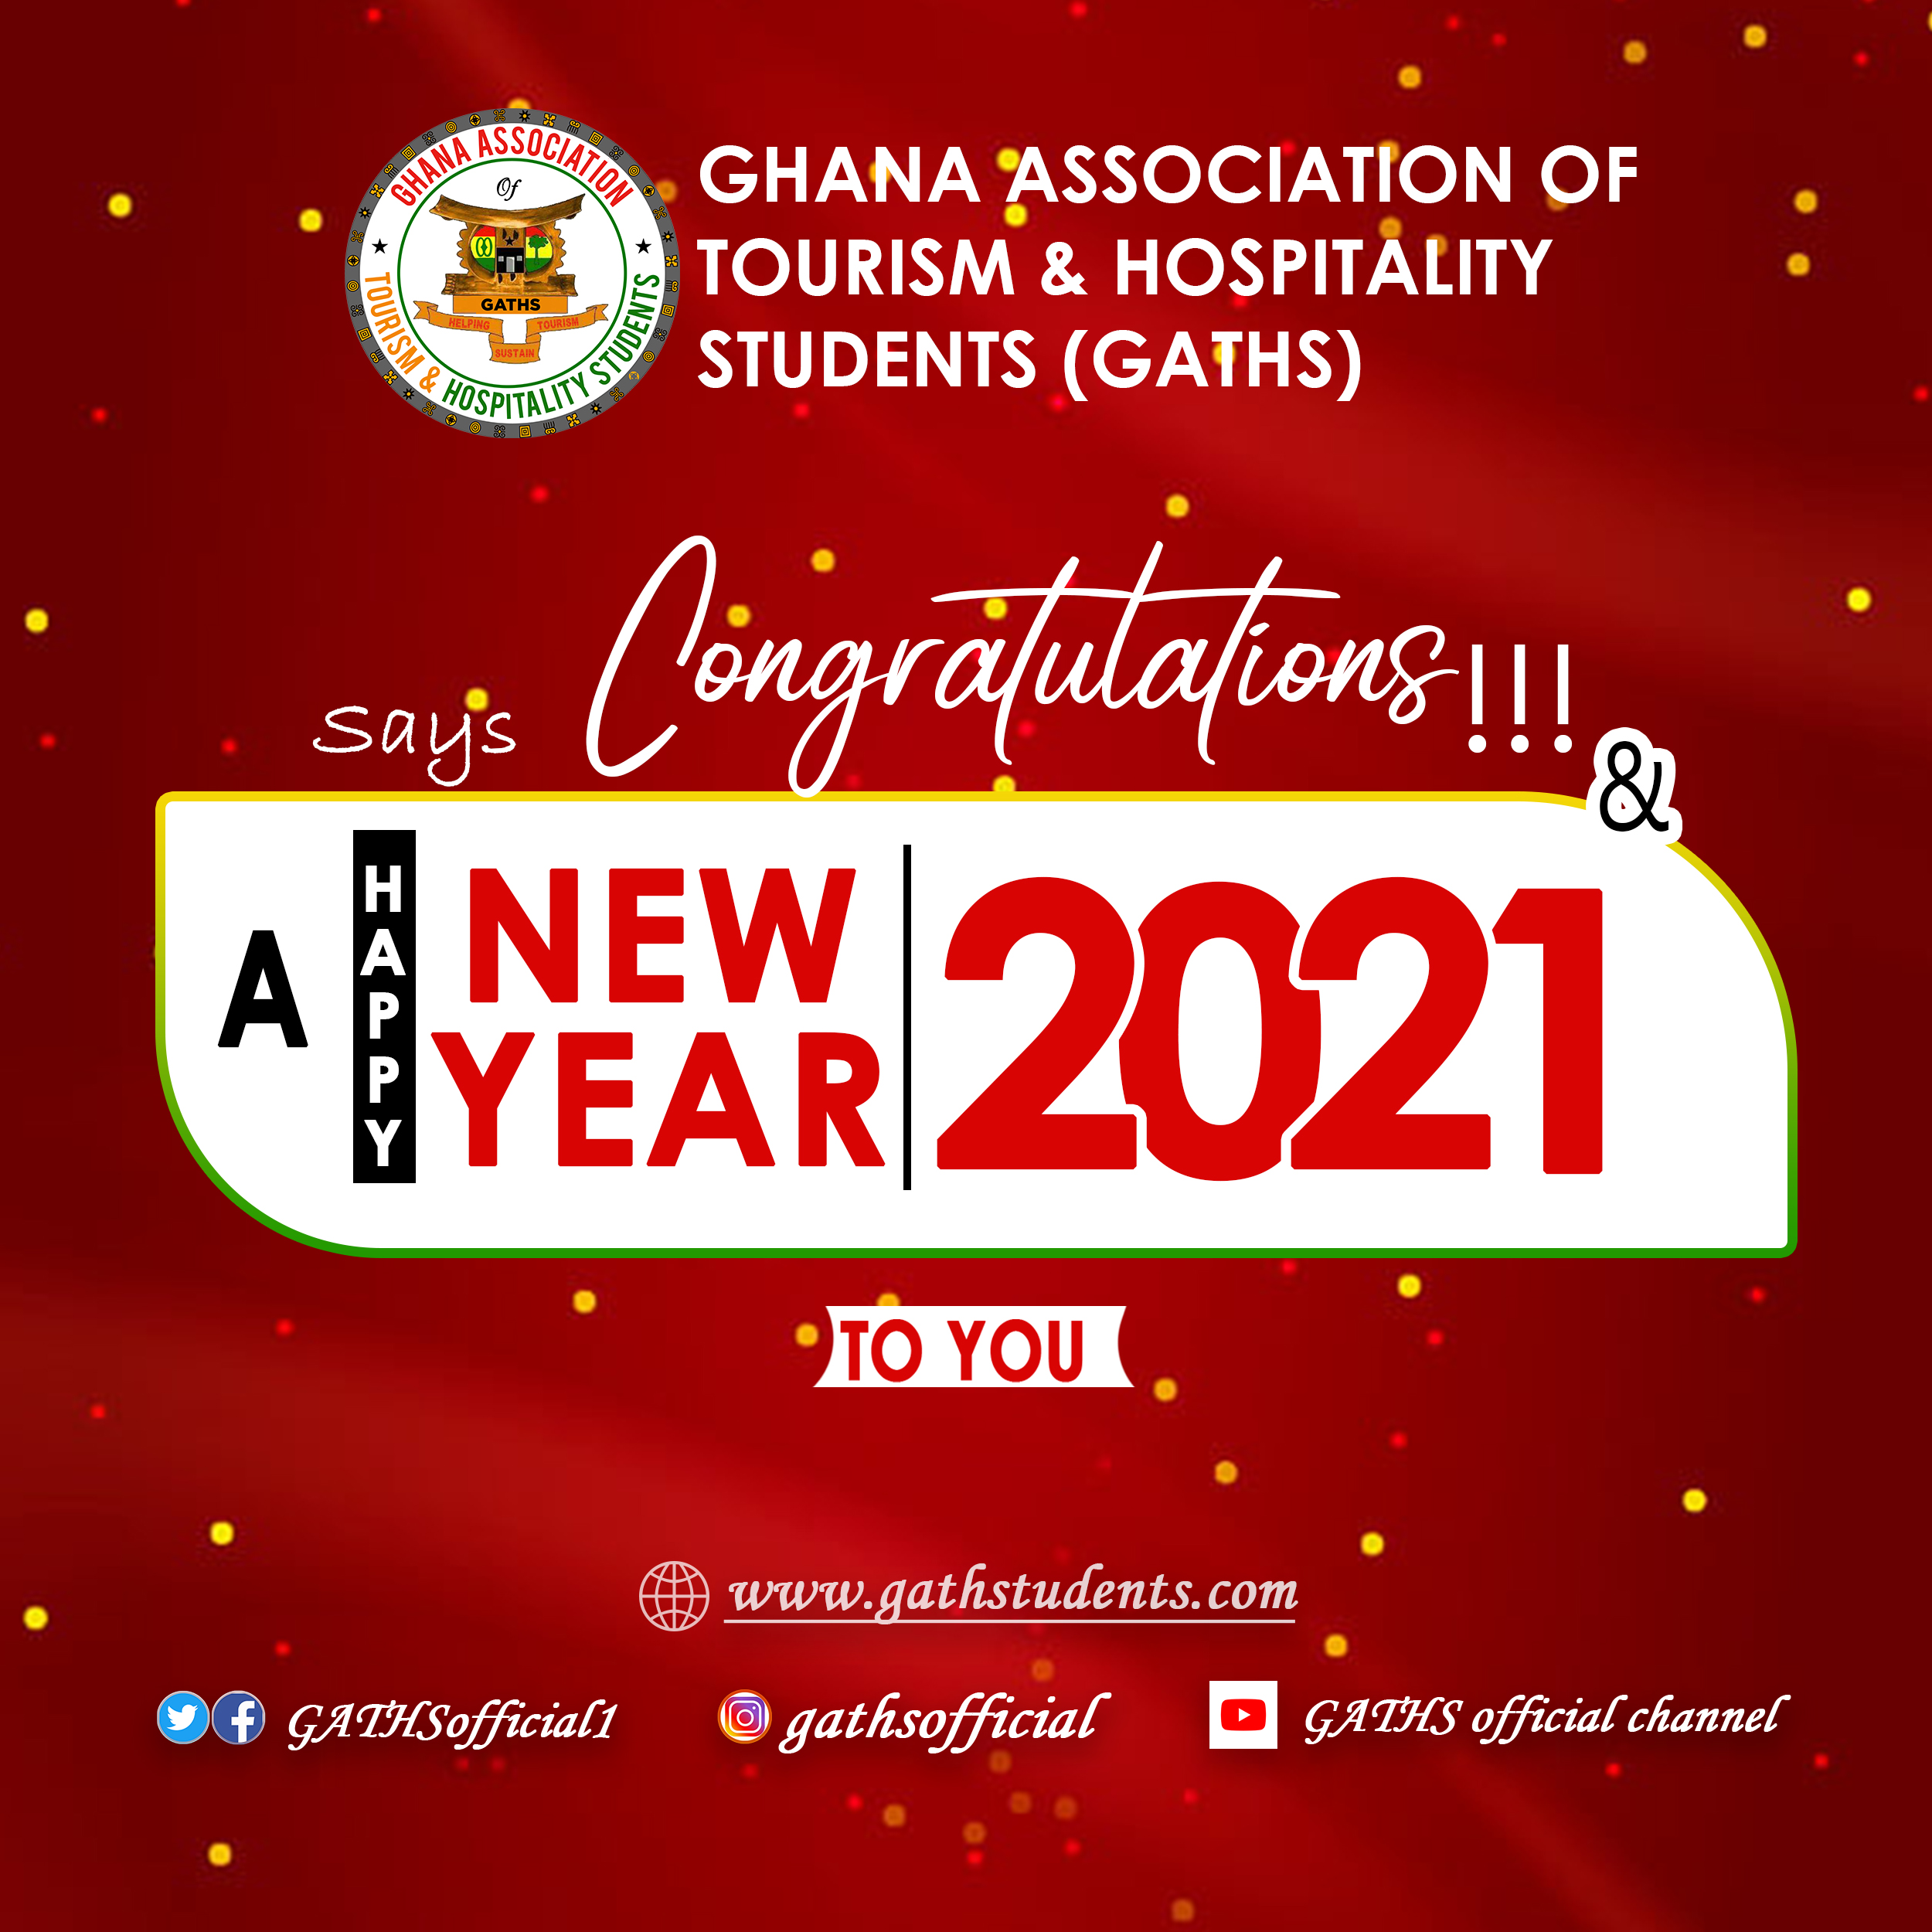 GHANA ASSOCIATION
Of
TOURISM & HOSPITALITY STUDENTS
GATHS
HELPING
SUSTAIN
TOURISM
GHANA ASSOCIATION OF
TOURISM & HOSPITALITY
STUDENTS (GATHS)
says Congratulations!!!
&
A HAPPY NEW YEAR 2021
TO YOU
www.gathstudents.com
GATHSofficial1
gathsofficial
GATHS official channel